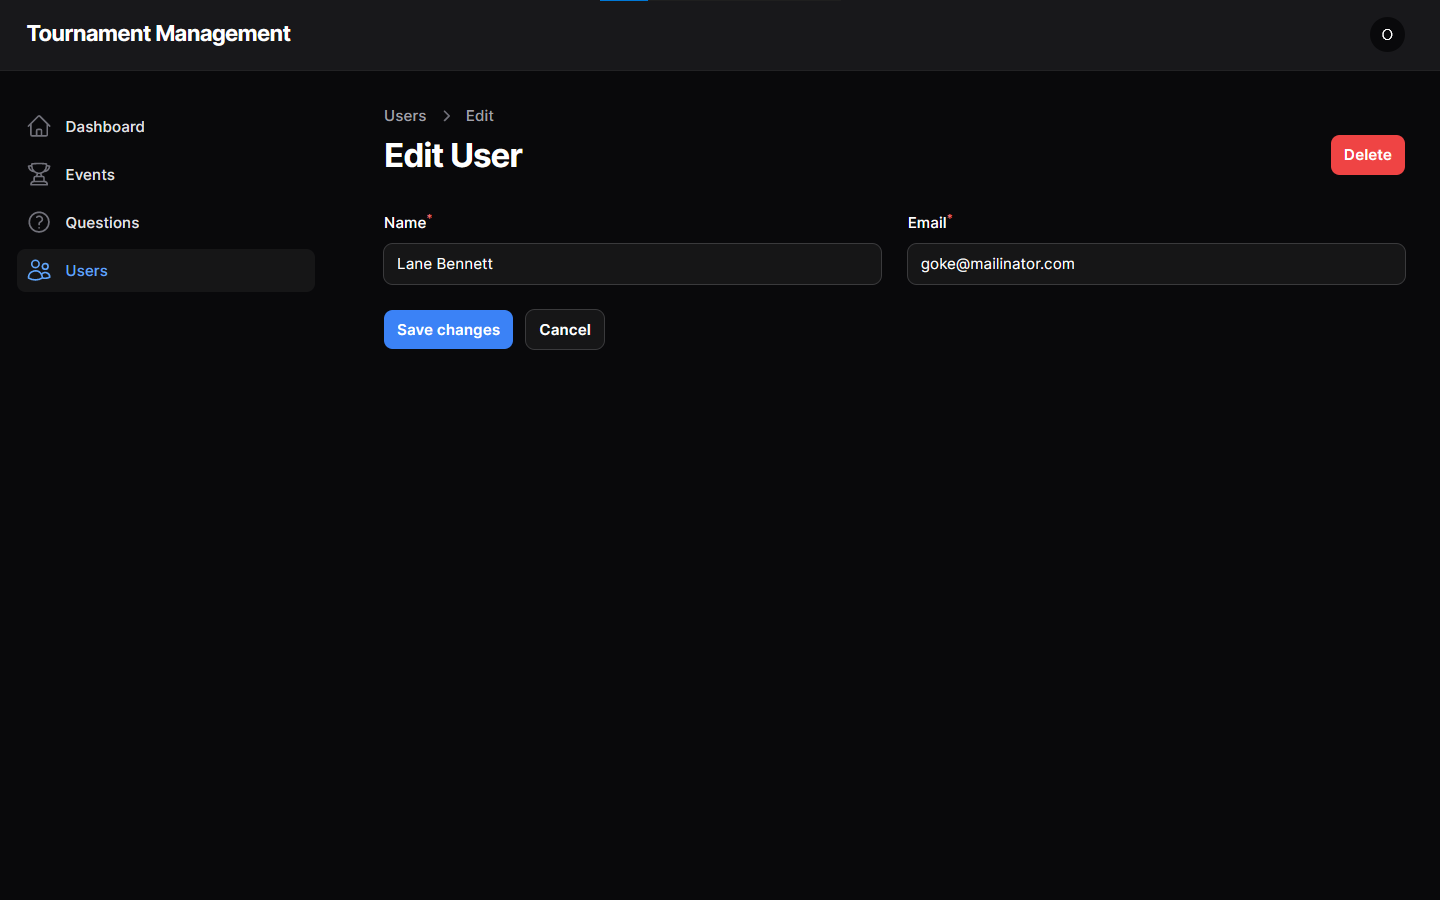 Tournament Management
O
Dashboard
Events
Questions
Users
Users > Edit
Edit User
Delete
Name*
Email*
Lane Bennett
goke@mailinator.com
Save changes
Cancel